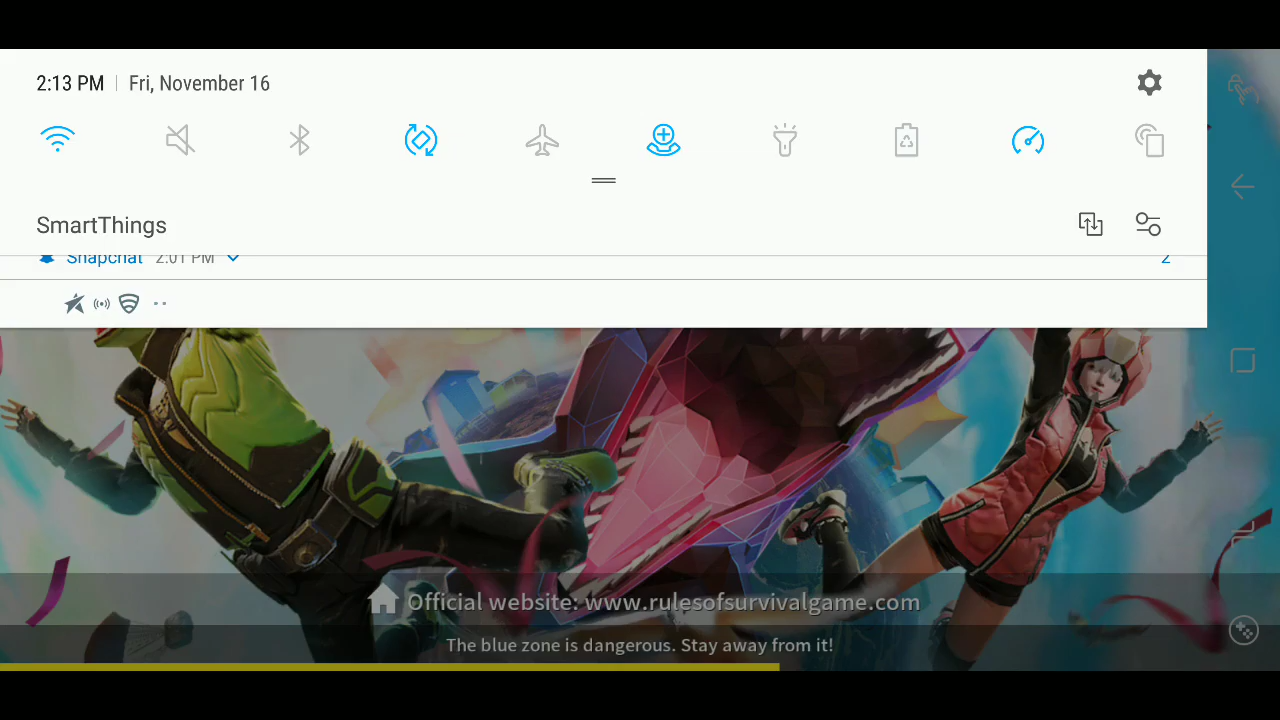 2:13 PM Fri, November 16
SmartThings
Snapchat 2:01 PM 2
Official website: www.rulesofsurvivalgame.com
The blue zone is dangerous. Stay away from it!